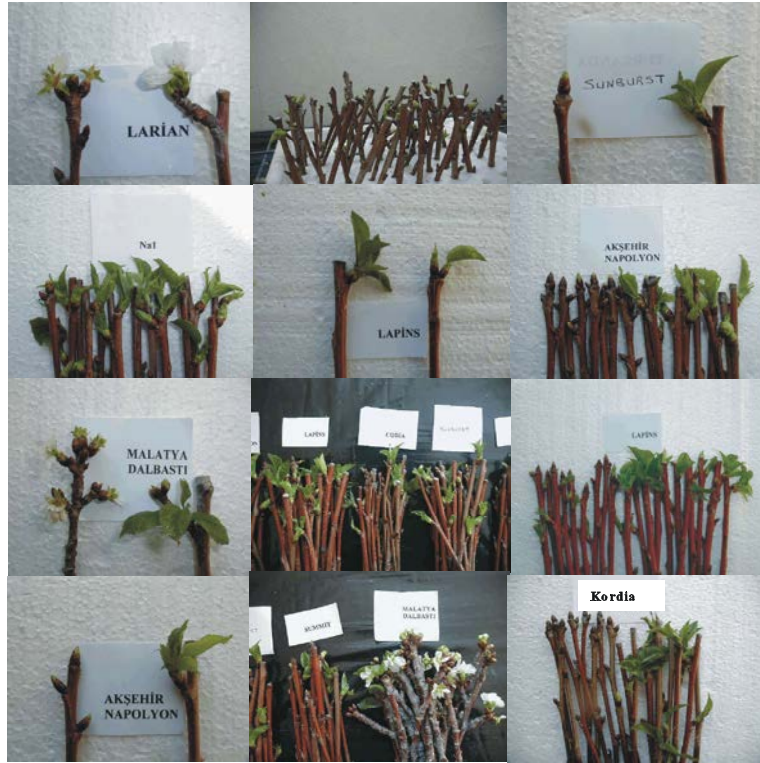 LARİAN
SUNBURST
Na1
LAPİNS
AKŞEHİR
NAPOLYON
MALATYA
DALBASTI
LAPİNS
LAPİNS
AKŞEHİR
NAPOLYON
SUMMIT
MALATYA
DALBASTI
Kordia